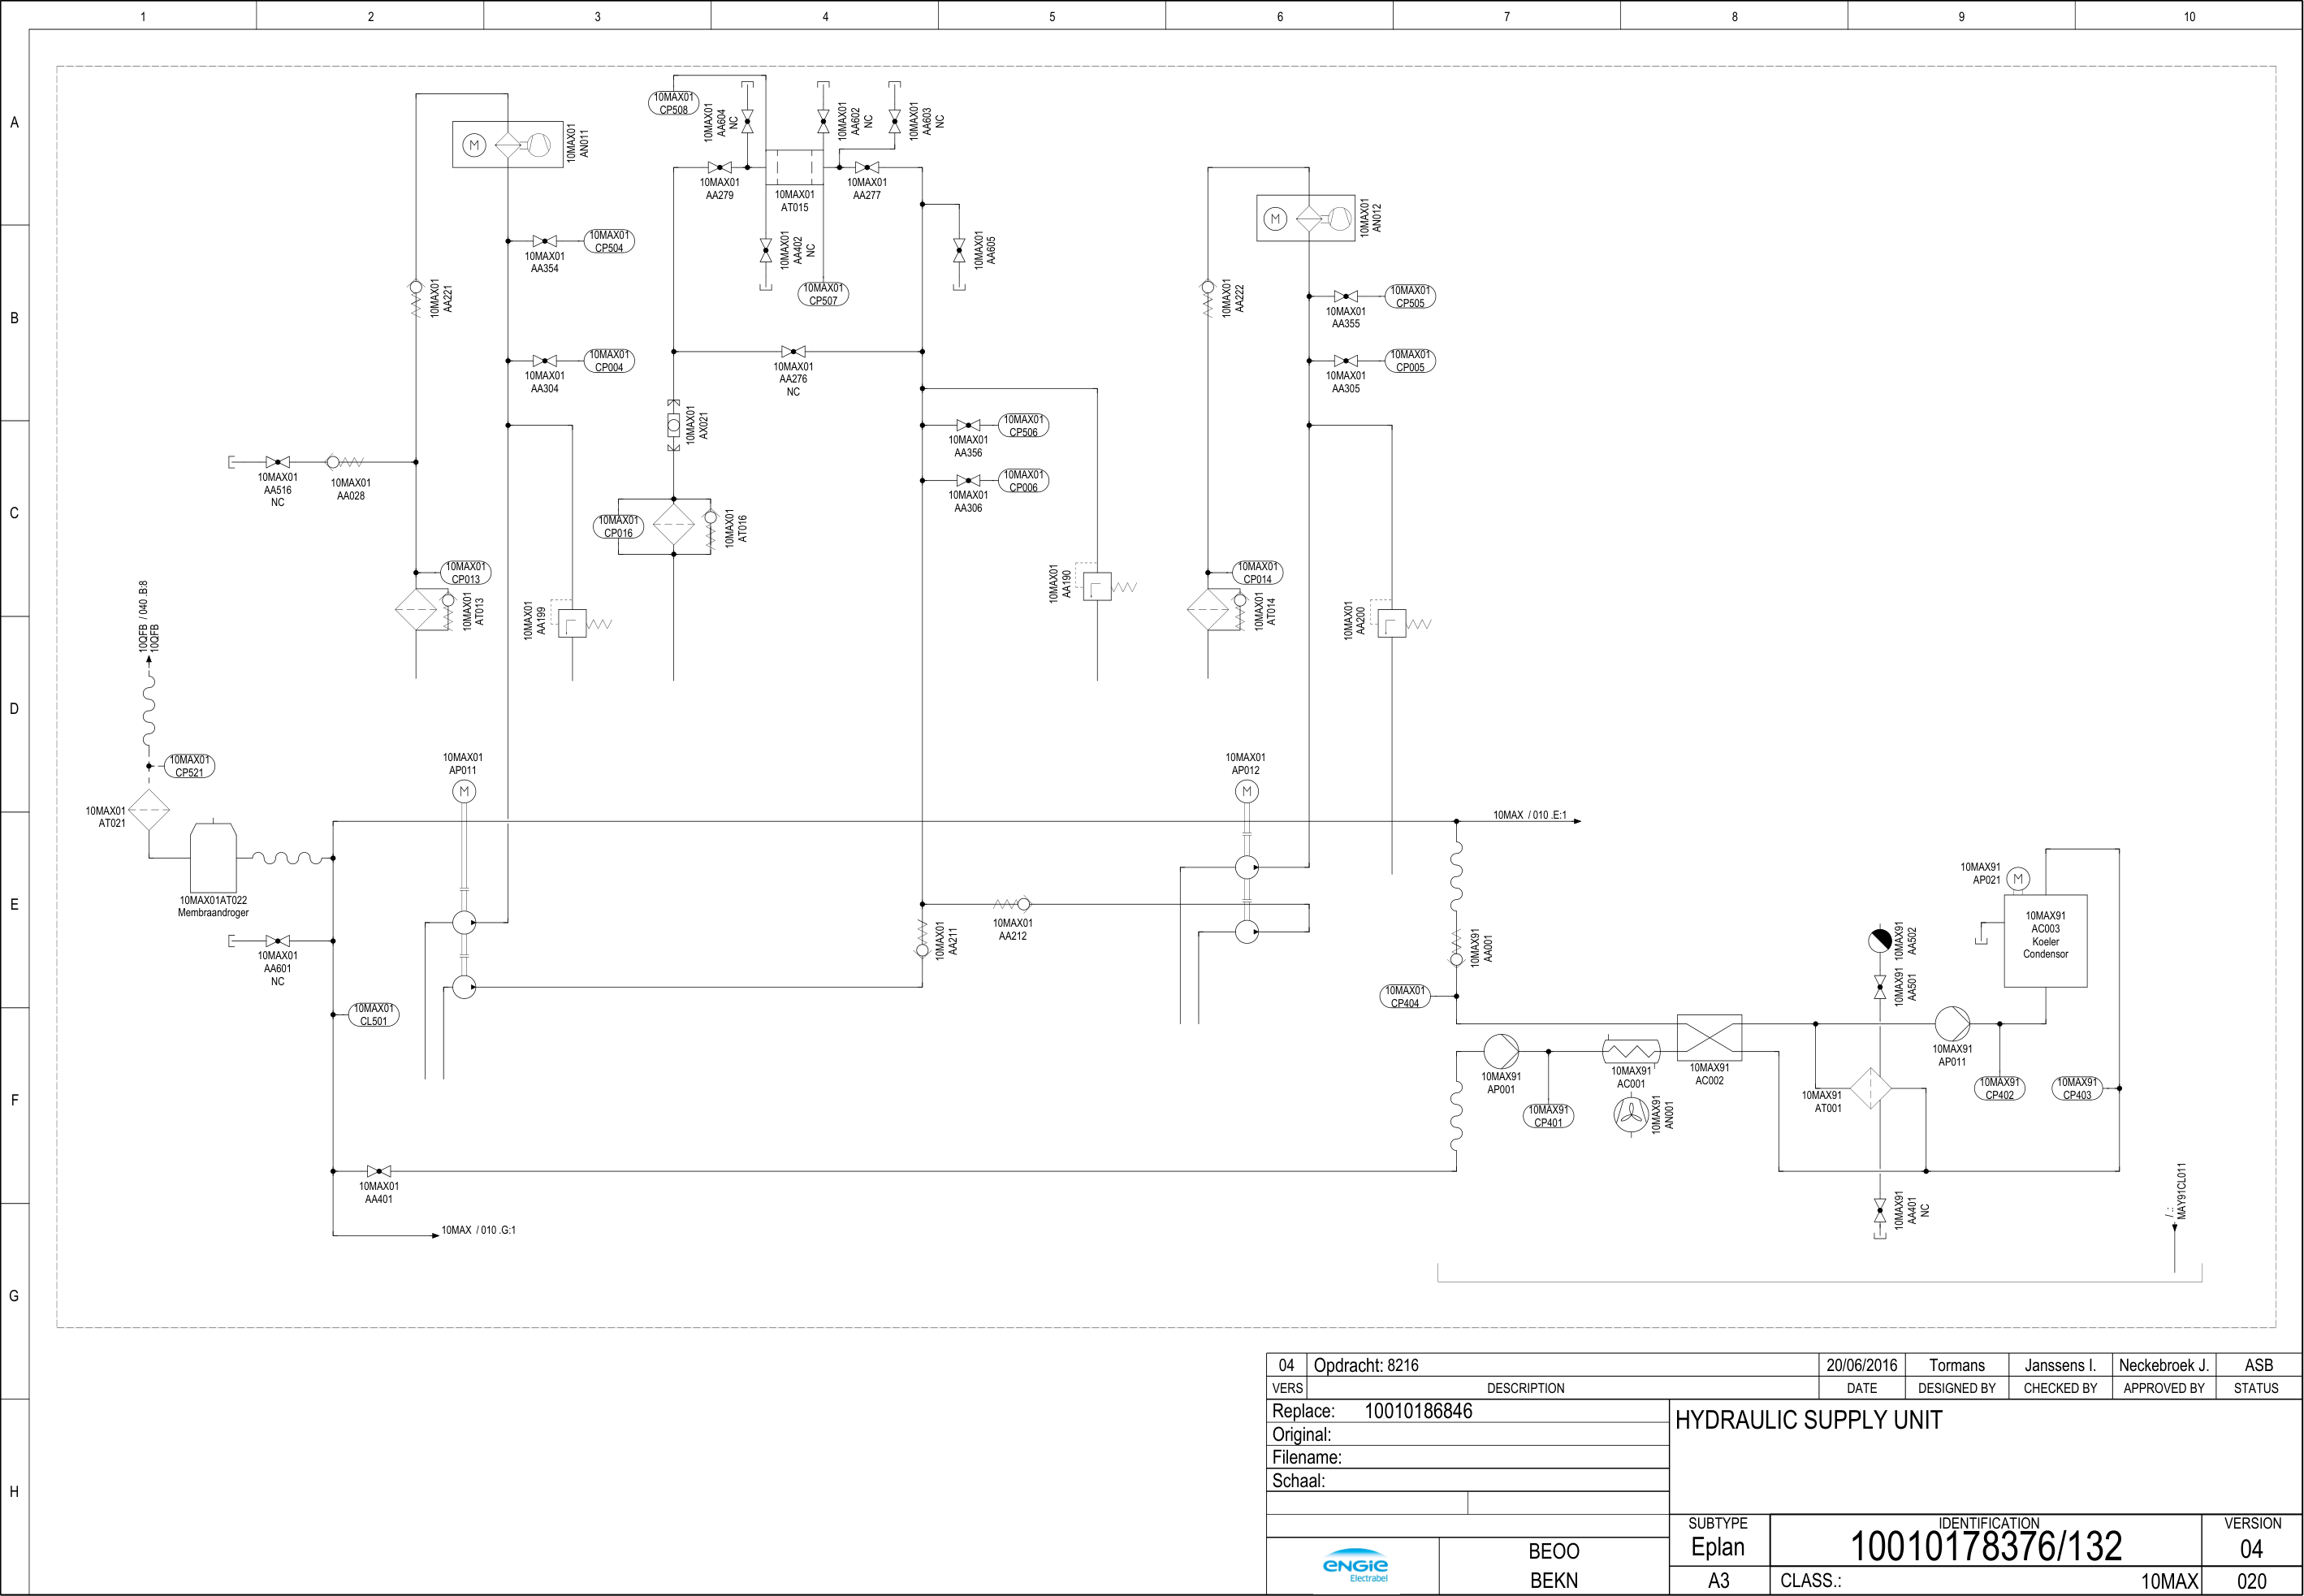 1 2 3 4 5 6 7 8 9 10
A
B
C
D
E
F
G
H
M
10MAX01
AN011
10MAX01
CP508
10MAX01
AA604
NC
10MAX01
AA602
NC
10MAX01
AA603
NC
10MAX01
AA279
10MAX01
AT015
10MAX01
AA277
M
10MAX01
AN012
10MAX01
AA354
10MAX01
CP504
10MAX01
AA402
NC
10MAX01
CP507
10MAX01
AA605
10MAX01
AA221
10MAX01
AA222
10MAX01
AA355
10MAX01
CP505
10MAX01
AA304
10MAX01
CP004
10MAX01
AA276
NC
10MAX01
AA305
10MAX01
CP005
10MAX01
AX021
10MAX01
AA356
10MAX01
CP506
10MAX01
AA306
10MAX01
CP006
10MAX01
AA516
NC
10MAX01
AA028
10MAX01
CP016
10MAX01
AT016
10MAX01
CP013
10MAX01
AT013
10MAX01
AA199
10MAX01
AA190
10MAX01
CP014
10MAX01
AT014
10MAX01
AA200
10QFB / 040 .B:8
10QFB
10MAX01
CP521
10MAX01
AT021
10MAX01
AP011
M
10MAX01
AP012
M
10MAX / 010 .E:1
10MAX01AT022
Membraandroger
10MAX01
AA601
NC
10MAX01
CL501
10MAX01
AA211
10MAX01
AA212
10MAX91
AA001
10MAX01
CP404
10MAX91
AP021
M
10MAX91
AC003
Koeler
Condensor
10MAX91
AA502
10MAX91
AA501
10MAX91
AP001
10MAX91
CP401
10MAX91
AC001
10MAX91
AN001
10MAX91
AC002
10MAX91
AT001
10MAX91
AP011
10MAX91
CP402
10MAX91
CP403
10MAX01
AA401
10MAX / 010 .G:1
10MAX91
AA401
NC
/ :
MAY91CL011
04 Opdracht: 8216 20/06/2016 Tormans Janssens I. Neckebroek J. ASB
VERS DESCRIPTION DATE DESIGNED BY CHECKED BY APPROVED BY STATUS
Replace: 10010186846
Original:
Filename:
Schaal:
HYDRAULIC SUPPLY UNIT
ENGIE
Electrabel
BEOO
BEKN
SUBTYPE
Eplan
A3
IDENTIFICATION
10010178376/132
CLASS.: 10MAX
VERSION
04
020